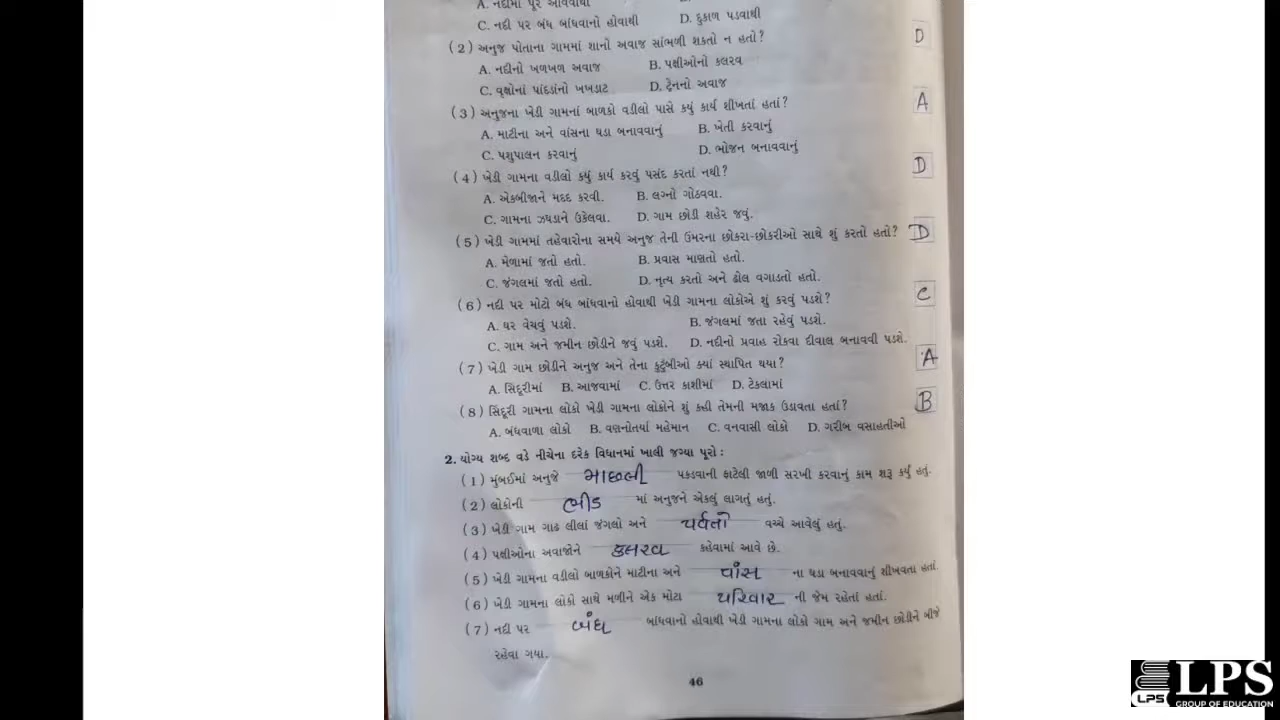 A. નદીમાં પૂર આવવાથી
C. નદી પર બંધ બાંધવાનો હોવાથી D. દુકાળ પડવાથી
(2) અનુજ પોતાના ગામમાં શાનો અવાજ સાંભળી શકતો ન હતો? D
A. નદીનો ખળખળ અવાજ B. પક્ષીઓનો કલરવ
C. વૃક્ષોનાં પાંદડાંનો ખખડાટ D. ટ્રેનનો અવાજ
(3) અનુજના ખેડી ગામનાં બાળકો વડીલો પાસે કયું કાર્ય શીખતાં હતાં? A
A. માટીના અને વાંસના ઘડા બનાવવાનું B. ખેતી કરવાનું
C. પશુપાલન કરવાનું D. ભોજન બનાવવાનું
(4) ખેડી ગામના વડીલો કયું કાર્ય કરવું પસંદ કરતાં નથી? D
A. એકબીજાને મદદ કરવી. B. લગ્નો ગોઠવવા.
C. ગામના ઝઘડાને ઉકેલવા. D. ગામ છોડી શહેર જવું.
(5) ખેડી ગામમાં તહેવારોના સમયે અનુજ તેની ઉંમરના છોકરા-છોકરીઓ સાથે શું કરતો હતો? D
A. મેળામાં જતો હતો. B. પ્રવાસ માણતો હતો.
C. જંગલમાં જતો હતો. D. નૃત્ય કરતો અને ઢોલ વગાડતો હતો.
(6) નદી પર મોટો બંધ બાંધવાનો હોવાથી ખેડી ગામના લોકોએ શું કરવું પડશે? C
A. ઘર વેચવું પડશે. B. જંગલમાં જતા રહેવું પડશે.
C. ગામ અને જમીન છોડીને જવું પડશે. D. નદીનો પ્રવાહ રોકવા દીવાલ બનાવવી પડશે.
(7) ખેડી ગામ છોડીને અનુજ અને તેના કુટુંબીઓ ક્યાં સ્થાપિત થયા? A
A. સિંદૂરીમાં B. આજવામાં C. ઉત્તર કાશીમાં D. ટેકલામાં
(8) સિંદૂરી ગામના લોકો ખેડી ગામના લોકોને શું કહી તેમની મજાક ઉડાવતા હતાં? B
A. બંધવાળા લોકો B. વણનોતર્યા મહેમાન C. વનવાસી લોકો D. ગરીબ વસાહતીઓ
2. યોગ્ય શબ્દ વડે નીચેના દરેક વિધાનમાં ખાલી જગ્યા પૂરો :
(1) મુંબઈમાં અનુજે માછલી પકડવાની ફાટેલી જાળી સરખી કરવાનું કામ શરૂ કર્યું હતું.
(2) લોકોની ભીડ માં અનુજને એકલું લાગતું હતું.
(3) ખેડી ગામ ગાઢ લીલાં જંગલો અને પર્વતો વચ્ચે આવેલું હતું.
(4) પક્ષીઓના અવાજોને કલરવ કહેવામાં આવે છે.
(5) ખેડી ગામના વડીલો બાળકોને માટીના અને વાંસ ના ઘડા બનાવવાનું શીખવતા હતાં.
(6) ખેડી ગામના લોકો સાથે મળીને એક મોટા પરિવાર ની જેમ રહેતાં હતાં.
(7) નદી પર બંધ બાંધવાનો હોવાથી ખેડી ગામના લોકો ગામ અને જમીન છોડીને બીજે
રહેવા ગયા.
46
LPS
LPS
GROUP OF EDUCATION